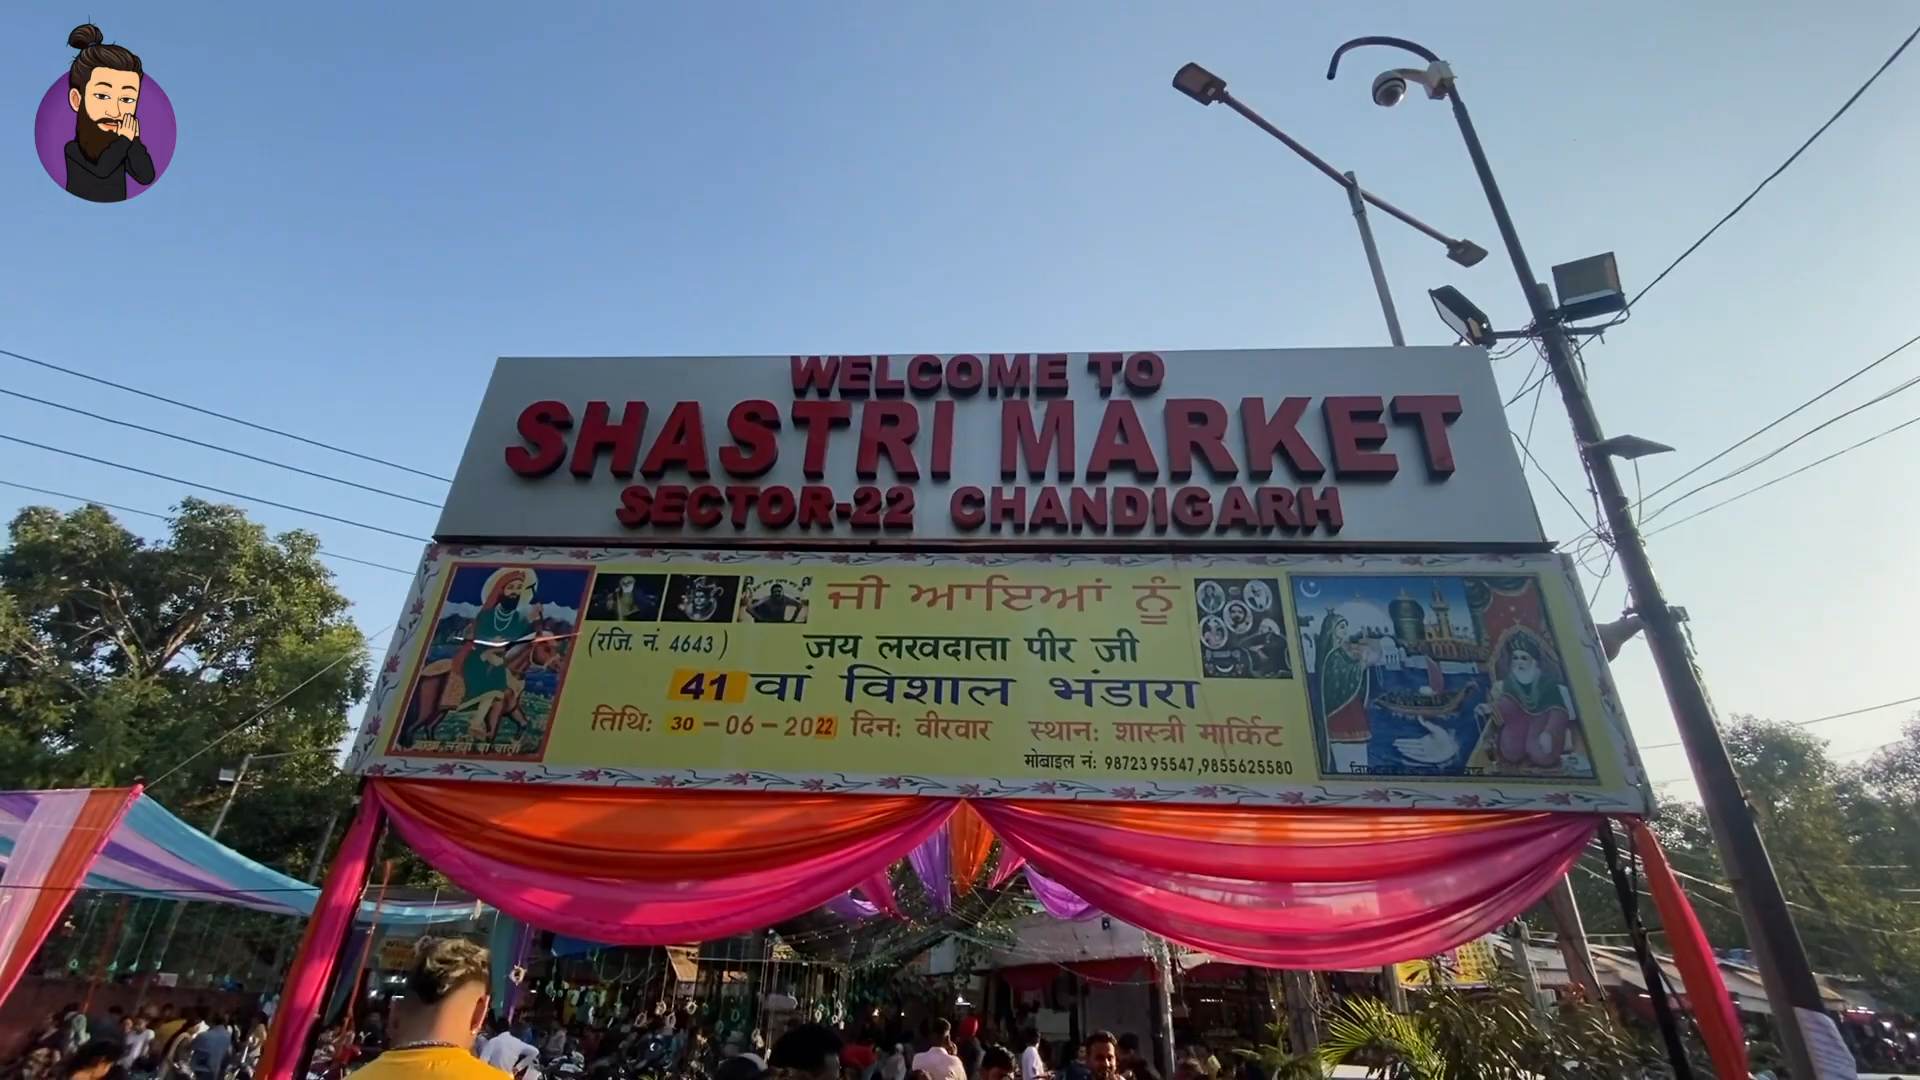 WELCOME TO
SHASTRI MARKET
SECTOR-22 CHANDIGARH
ਜੀ ਆਇਆਂ ਨੂੰ
(रजि. नं. 4643)
जय लखदाता पीर जी
41 वां विशाल भंडारा
तिथि: 30-06-2022 दिन: वीरवार स्थान: शास्त्री मार्किट
मोबाइल नं: 9872395547,9855625580